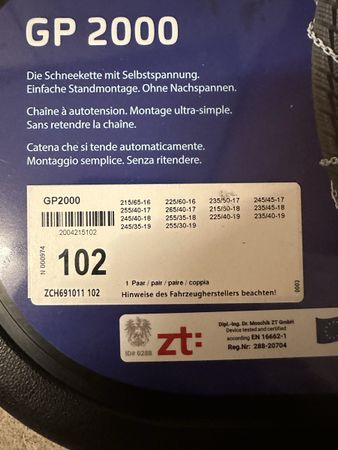 GP 2000
Die Schneekette mit Selbstspannung.
Einfache Standmontage. Ohne Nachspannen.
Chaîne à autotension. Montage ultra-simple.
Sans retendre la chaîne.
Catena che si tende automaticamente.
Montaggio semplice. Senza ritendere.
GP2000
2004215102
215/65-16 225/60-16 235/50-17 245/45-17
255/40-17 265/40-17 215/50-18 235/45-18
245/40-18 255/35-18 225/40-19 235/40-19
245/35-19 255/30-19
N 000974
102
ZCH691011 102
1 Paar / pair / paire / coppia
Hinweise des Fahrzeugherstellers beachten!
0003
ID# 0288
zt:
Dipl.-Ing. Dr. Moschik ZT GmbH
Device tested and certified
according EN 16662-1
Reg.Nr: 288-20704